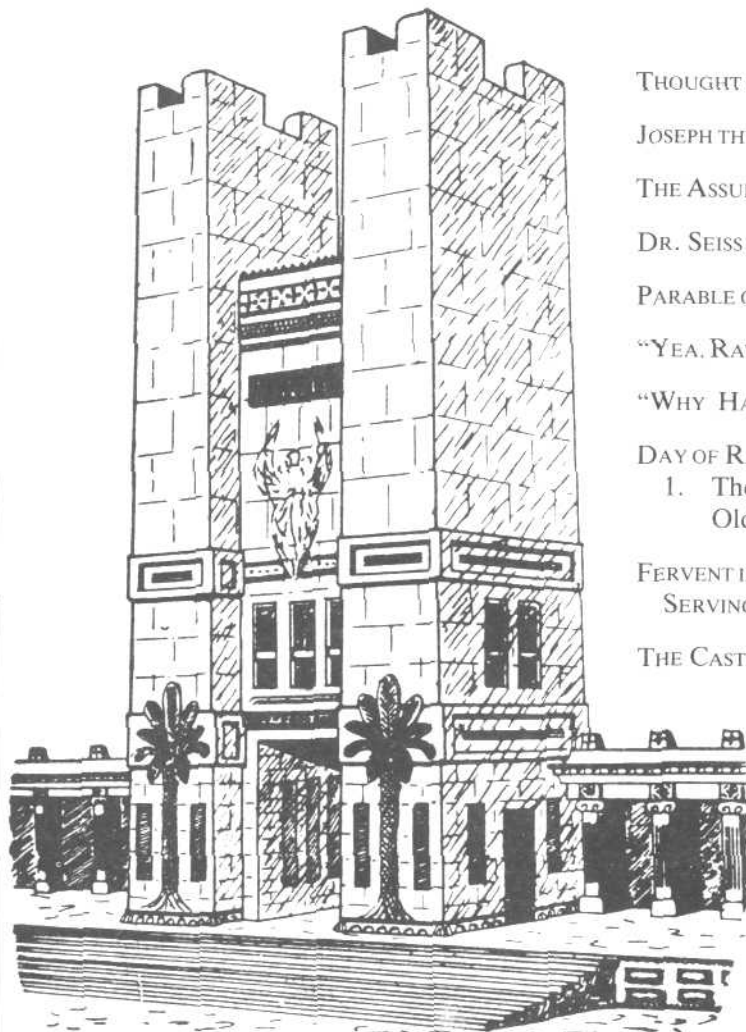 THOUGHT
JOSEPH TH
THE ASSU
DR. SEISS
PARABLE
"YEA, RA
"WHY HA
DAY OF R
1. The
Old
FERVENT I
SERVING
THE CAST